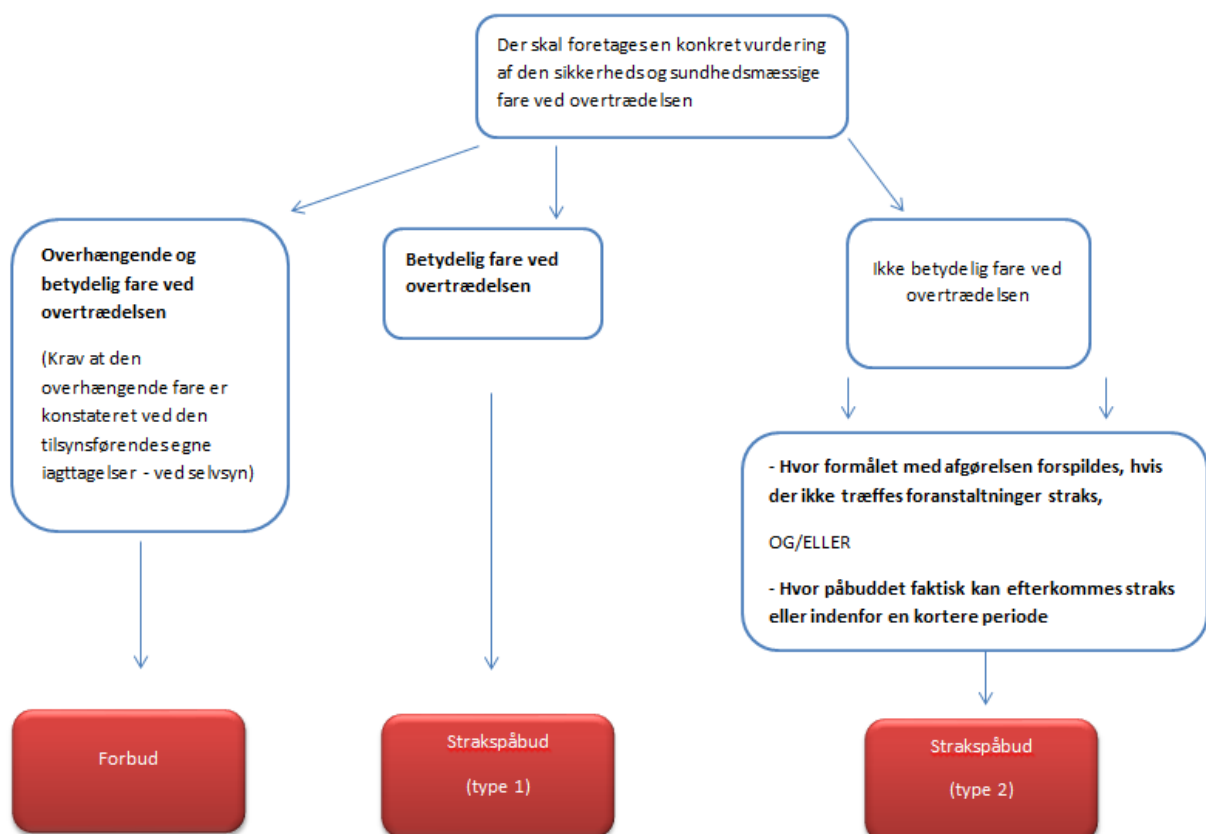 Der skal foretages en konkret vurdering
af den sikkerheds og sundhedsmæssige
fare ved overtrædelsen
Overhængende og
betydelig fare ved
overtrædelsen
(Krav at den
overhængende fare er
konstateret ved den
tilsynsførendes egne
iagttagelser - ved selvsyn)
Betydelig fare ved
overtrædelsen
Ikke betydelig fare ved
overtrædelsen
- Hvor formålet med afgørelsen forspildes, hvis
der ikke træffes foranstaltninger straks,
OG/ELLER
- Hvor påbuddet faktisk kan efterkommes straks
eller indenfor en kortere periode
Forbud
Strakspåbud
(type 1)
Strakspåbud
(type 2)